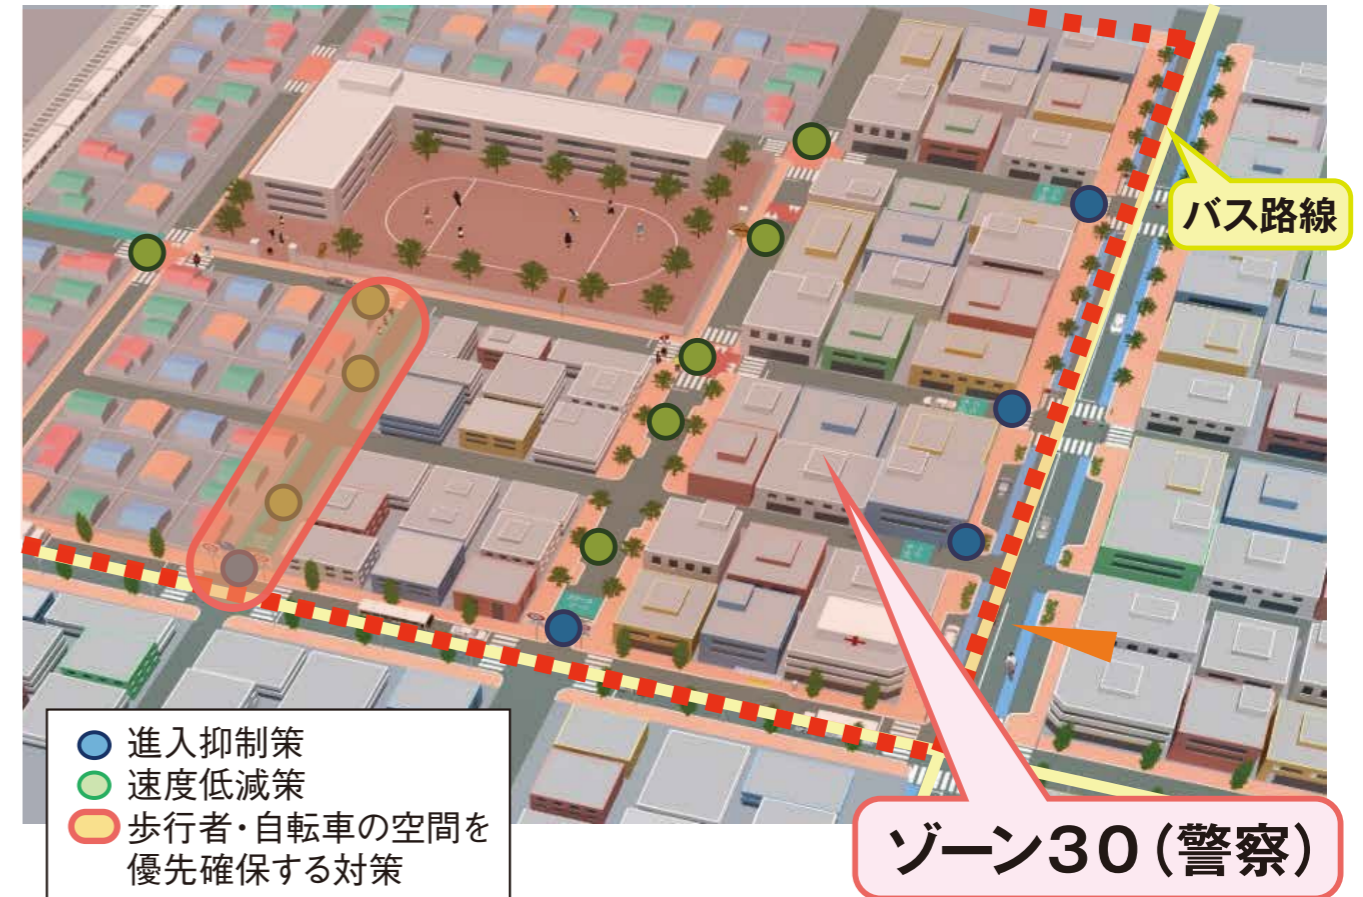 バス路線
進入抑制策
速度低減策
歩行者・自転車の空間を
優先確保する対策
ゾーン30（警察）